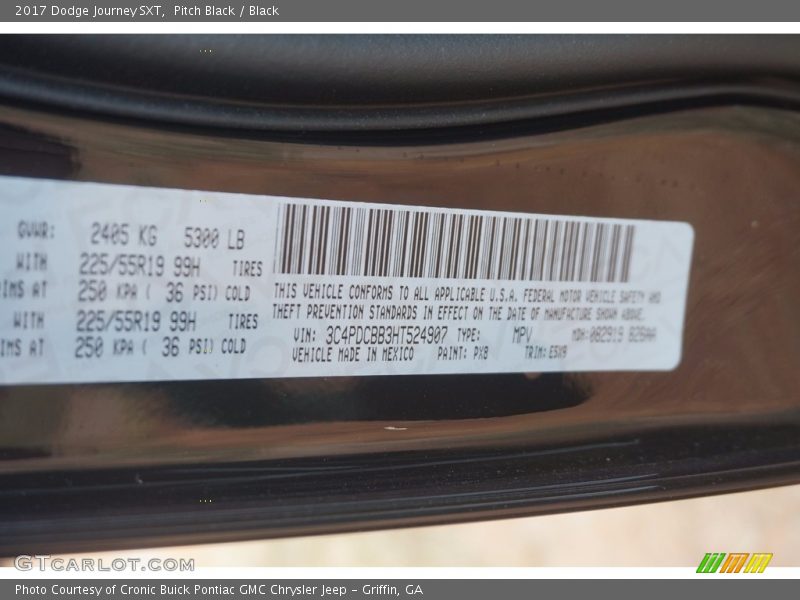 2017 Dodge Journey SXT,  Pitch Black / Black
GVWR: 2405 KG 5300 LB
WITH 225/55R19 99H TIRES
AT 250 KPA ( 36 PSI) COLD
WITH 225/55R19 99H TIRES
AT 250 KPA ( 36 PSI) COLD
THIS VEHICLE CONFORMS TO ALL APPLICABLE U.S.A. FEDERAL MOTOR VEHICLE SAFETY AND
THEFT PREVENTION STANDARDS IN EFFECT ON THE DATE OF MANUFACTURE SHOWN ABOVE.
VIN: 3C4PDCBB3HT524907 TYPE: MPV MDH:082919
VEHICLE MADE IN MEXICO PAINT: PX8 TRIM:
GTCARLOT.COM
Photo Courtesy of Cronic Buick Pontiac GMC Chrysler Jeep – Griffin, GA